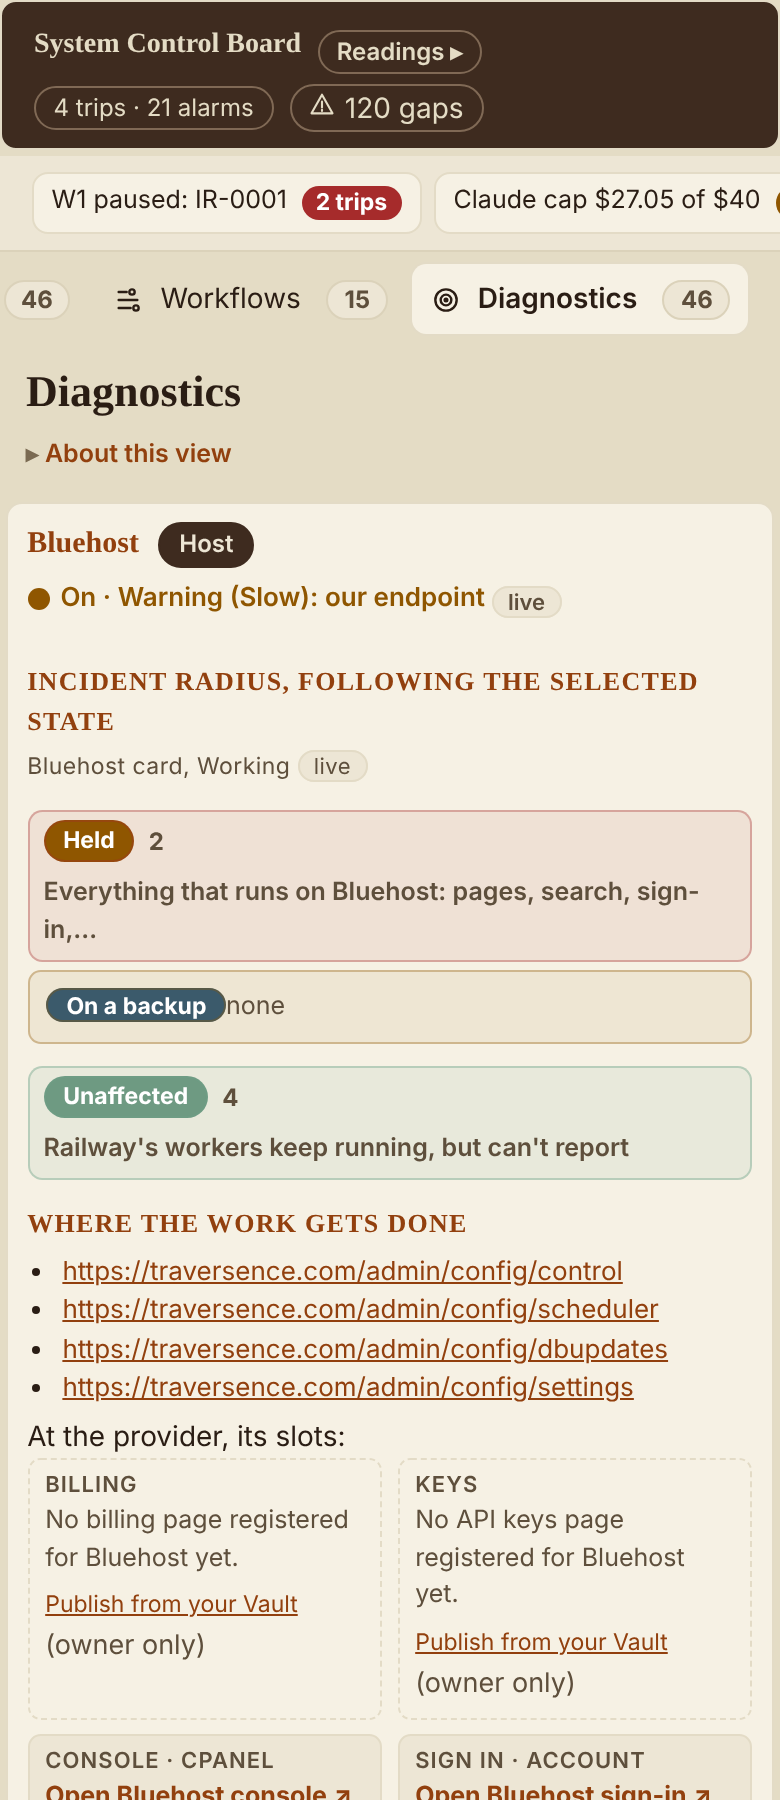 System Control Board
Readings ▸
4 trips · 21 alarms
⚠ 120 gaps
W1 paused: IR-0001 2 trips
Claude cap $27.05 of $40
46
Workflows 15
Diagnostics 46
Diagnostics
▸ About this view
Bluehost Host
On · Warning (Slow): our endpoint live
INCIDENT RADIUS, FOLLOWING THE SELECTED
STATE
Bluehost card, Working live
Held 2
Everything that runs on Bluehost: pages, search, sign-
in,...
On a backup none
Unaffected 4
Railway's workers keep running, but can't report
WHERE THE WORK GETS DONE
• https://traversence.com/admin/config/control
• https://traversence.com/admin/config/scheduler
• https://traversence.com/admin/config/dbupdates
• https://traversence.com/admin/config/settings
At the provider, its slots:
BILLING
No billing page registered
for Bluehost yet.
Publish from your Vault
(owner only)
KEYS
No API keys page
registered for Bluehost
yet.
Publish from your Vault
(owner only)
CONSOLE · CPANEL
Open Bluehost console ↗
SIGN IN · ACCOUNT
Open Bluehost sign-in ↗